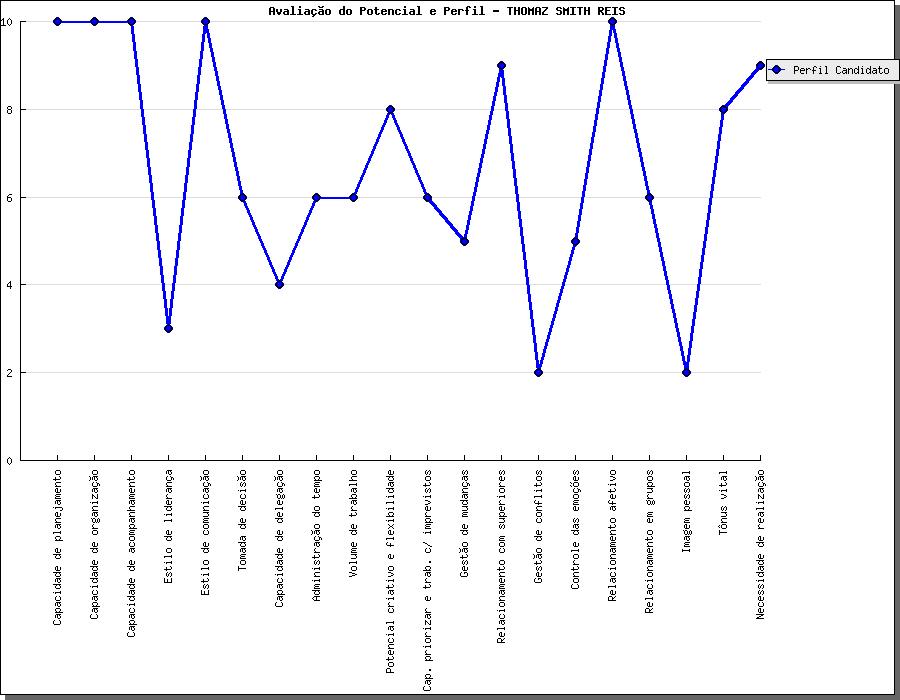 Avaliação do Potencial e Perfil - THOMAZ SMITH REIS
10
8
6
4
2
0
Perfil Candidato
Capacidade de planejamento
Capacidade de organização
Capacidade de acompanhamento
Estilo de liderança
Estilo de comunicação
Tomada de decisão
Capacidade de delegação
Administração do tempo
Volume de trabalho
Potencial criativo e flexibilidade
Cap. priorizar e trab. c/ imprevistos
Gestão de mudanças
Relacionamento com superiores
Gestão de conflitos
Controle das emoções
Relacionamento afetivo
Relacionamento em grupos
Imagem pessoal
Tônus vital
Necessidade de realização